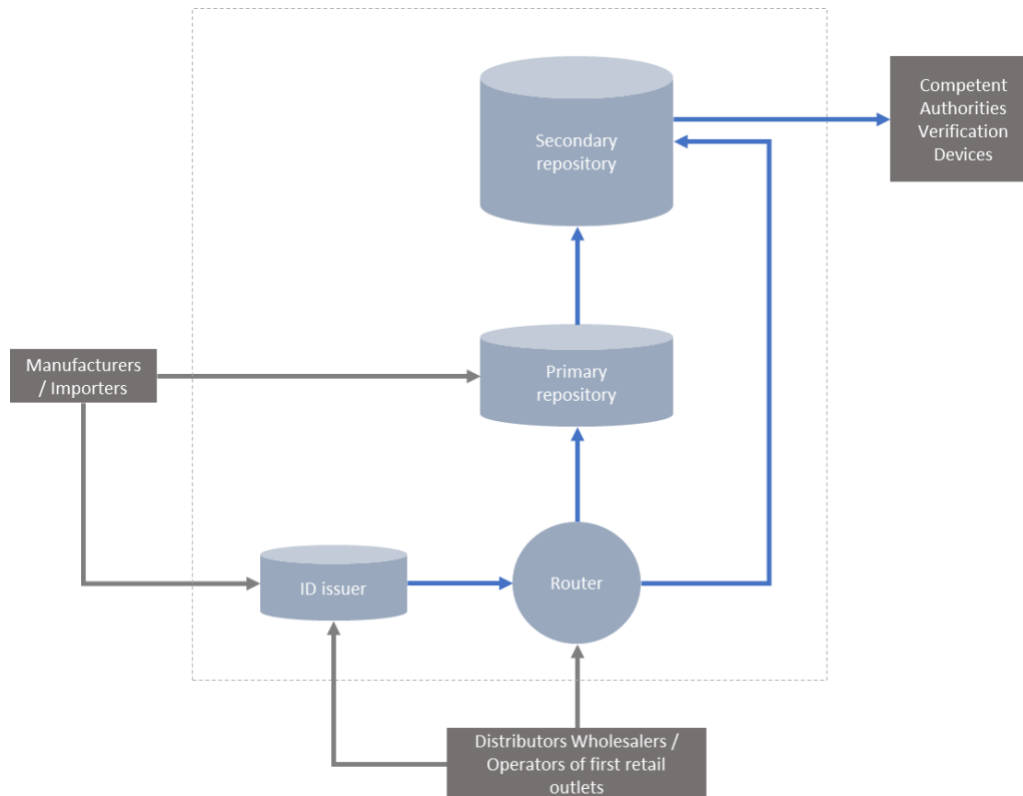 Competent
Authorities
Verification
Devices
Secondary
repository
Manufacturers
/ Importers
Primary
repository
ID issuer
Router
Distributors Wholesalers /
Operators of first retail
outlets